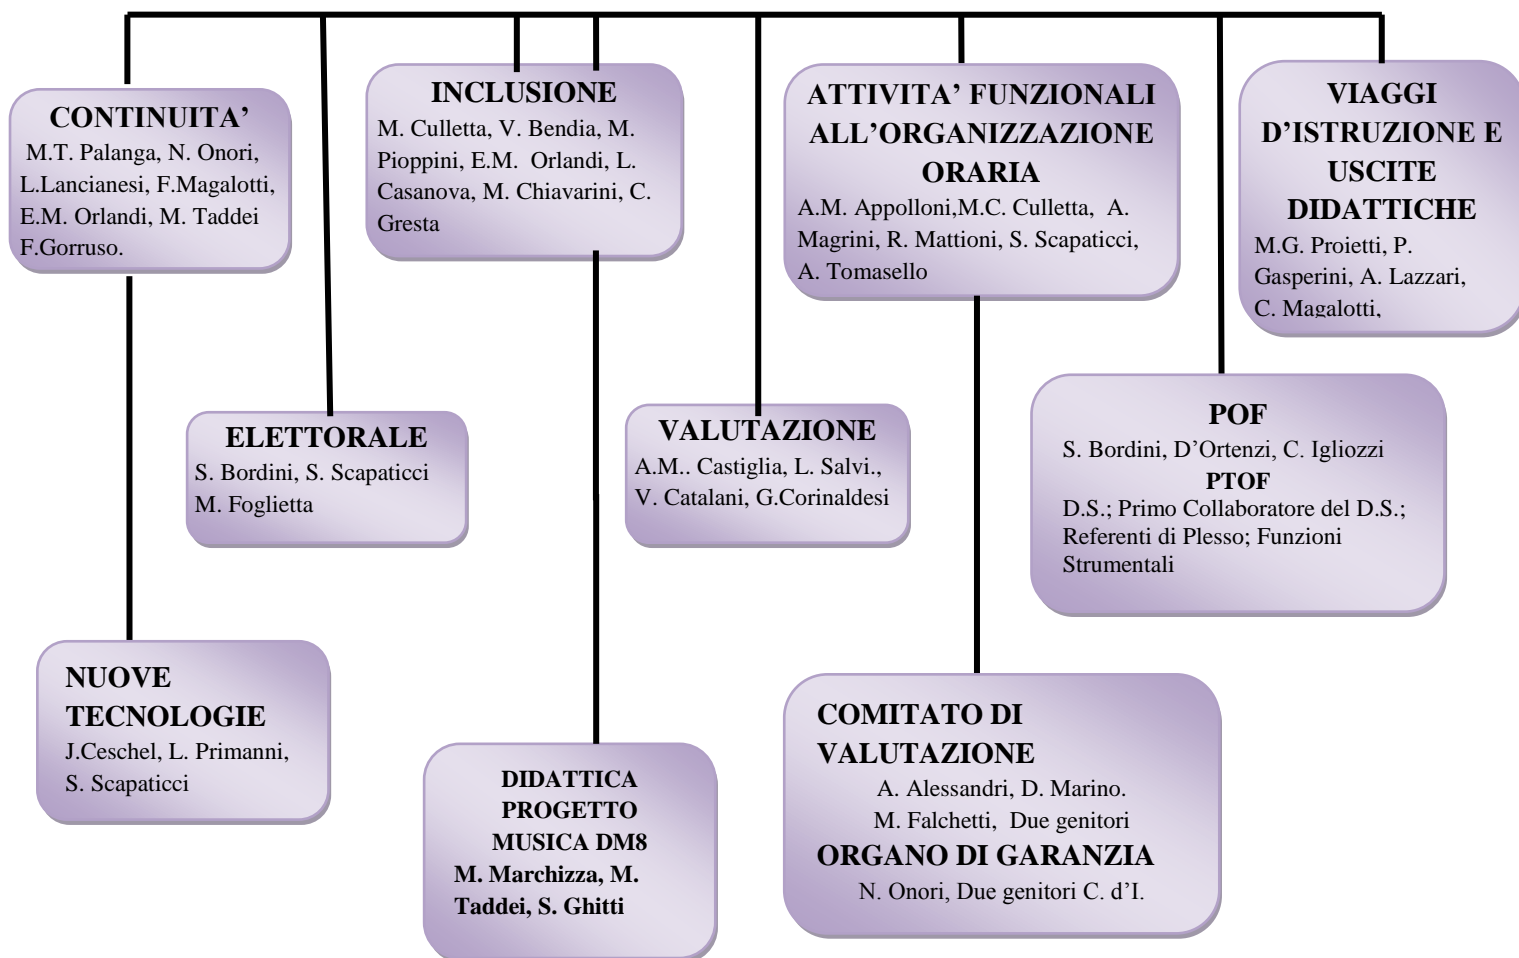 CONTINUITA’
M.T. Palanga, N. Onori,
L.Lancianesi, F.Magalotti,
E.M. Orlandi, M. Taddei
F.Gorruso.
INCLUSIONE
M. Culletta, V. Bendia, M.
Pioppini, E.M. Orlandi, L.
Casanova, M. Chiavarini, C.
Gresta
ATTIVITA’ FUNZIONALI
ALL’ORGANIZZAZIONE
ORARIA
A.M. Appolloni,M.C. Culletta, A.
Magrini, R. Mattioni, S. Scapaticci,
A. Tomasello
VIAGGI
D’ISTRUZIONE E
USCITE
DIDATTICHE
M.G. Proietti, P.
Gasperini, A. Lazzari,
C. Magalotti,
ELETTORALE
S. Bordini, S. Scapaticci
M. Foglietta
VALUTAZIONE
A.M.. Castiglia, L. Salvi.,
V. Catalani, G.Corinaldesi
POF
S. Bordini, D’Ortenzi, C. Igliozzi
PTOF
D.S.; Primo Collaboratore del D.S.;
Referenti di Plesso; Funzioni
Strumentali
NUOVE
TECNOLOGIE
J.Ceschel, L. Primanni,
S. Scapaticci
DIDATTICA
PROGETTO
MUSICA DM8
M. Marchizza, M.
Taddei, S. Ghitti
COMITATO DI
VALUTAZIONE
A. Alessandri, D. Marino.
M. Falchetti, Due genitori
ORGANO DI GARANZIA
N. Onori, Due genitori C. d’I.